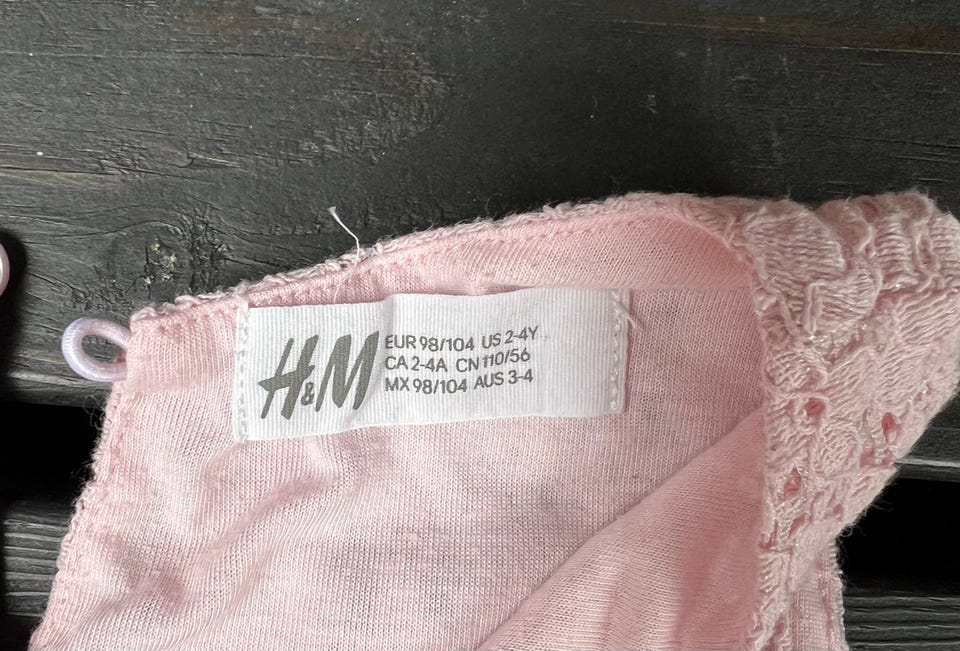 H&M
EUR 98/104 US 2-4Y
CA 2-4A CN 110/56
MX 98/104 AUS 3-4